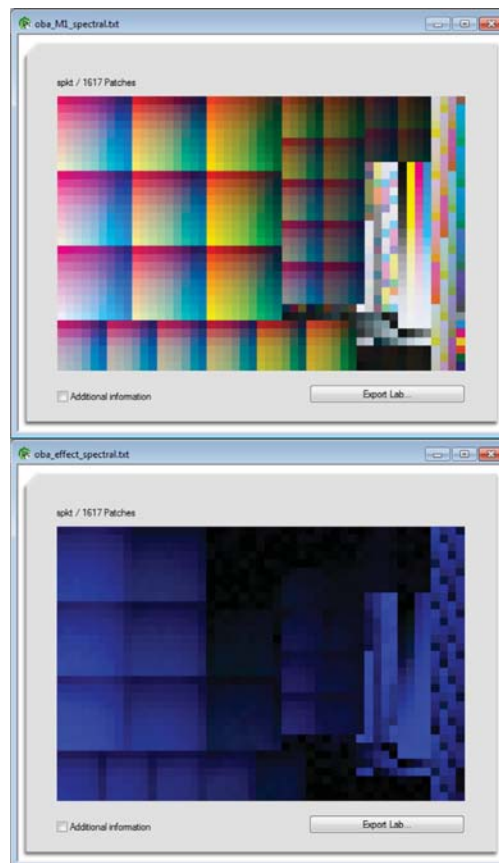 oba_M1_spectral.txt
spkt / 1617 Patches
Additional information
Export Lab...
oba_effect_spectral.txt
spkt / 1617 Patches
Additional information
Export Lab...